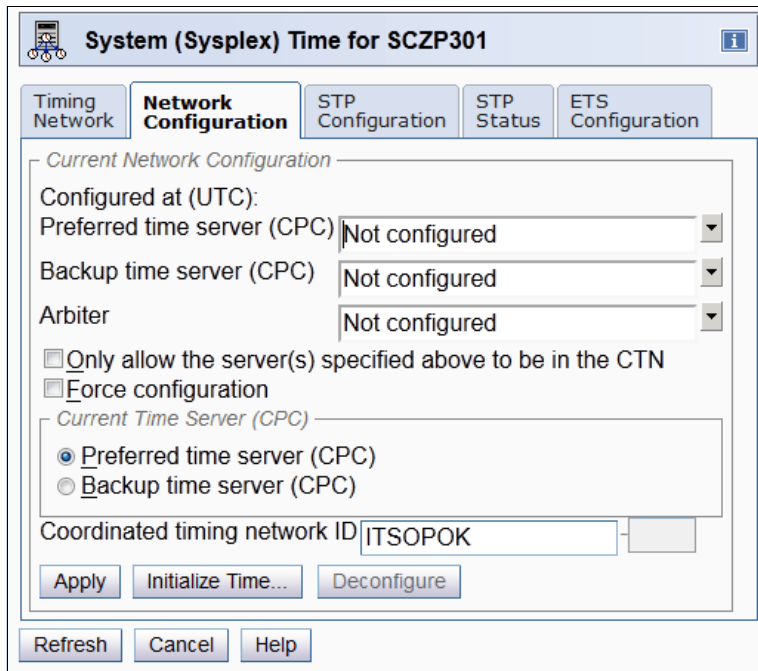 System (Sysplex) Time for SCZP301
i
Timing Network
Network Configuration
STP Configuration
STP Status
ETS Configuration
Current Network Configuration
Configured at (UTC):
Preferred time server (CPC) Not configured
Backup time server (CPC) Not configured
Arbiter Not configured
Only allow the server(s) specified above to be in the CTN
Force configuration
Current Time Server (CPC)
Preferred time server (CPC)
Backup time server (CPC)
Coordinated timing network ID ITSOPOK -
Apply Initialize Time... Deconfigure
Refresh Cancel Help